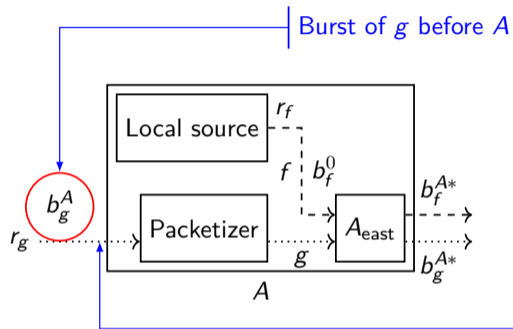 Burst of g before A
Local source
r_f
f
b_f^0
b_g^A
r_g
Packetizer
g
A_east
b_f^{A*}
b_g^{A*}
A